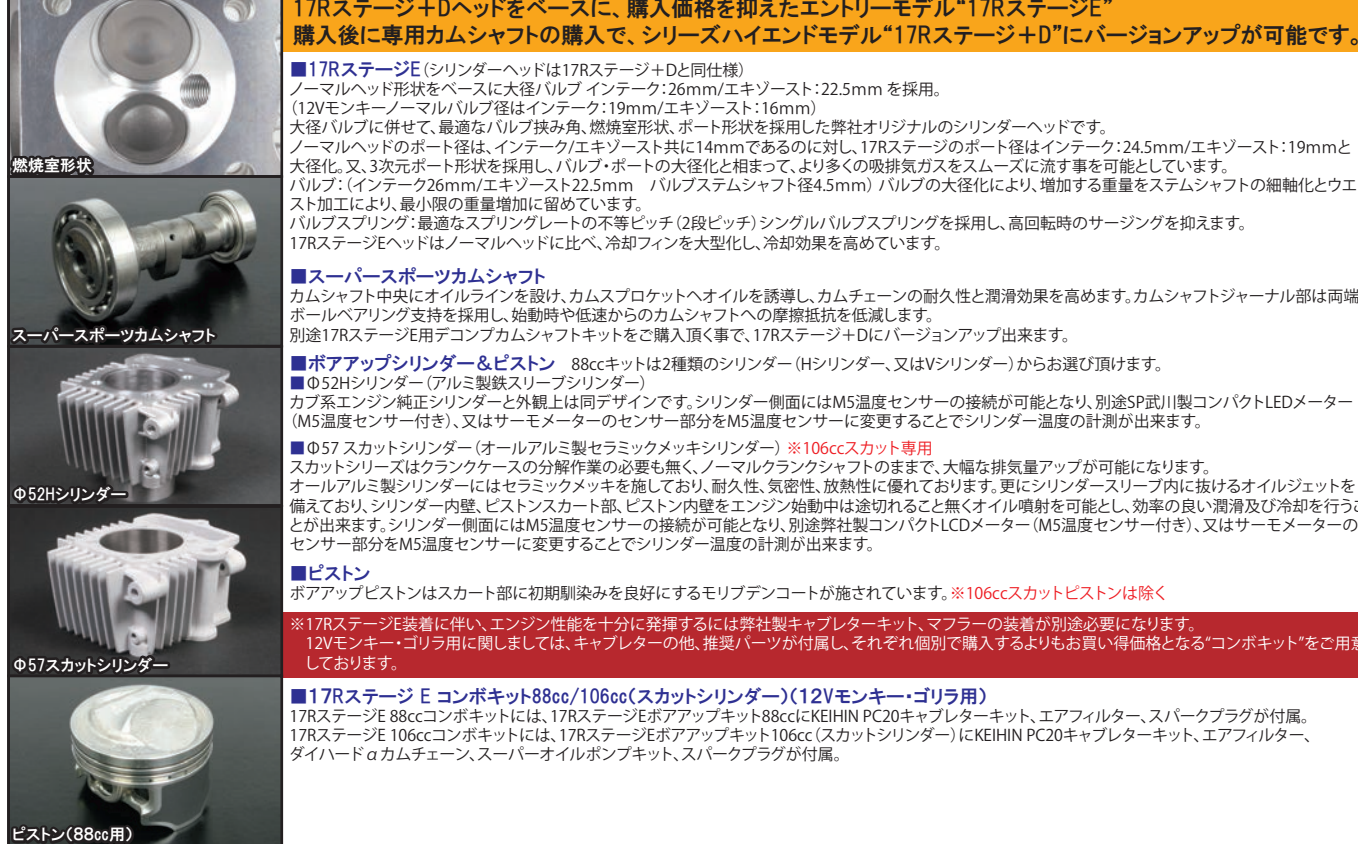 17Rステージ+Dヘッドをベースに、購入価格を抑えたエントリーモデル“17RステージE”
購入後に専用カムシャフトの購入で、シリーズハイエンドモデル“17Rステージ+D”にバージョンアップが可能です。
■17RステージE(シリンダーヘッドは17Rステージ+Dと同仕様)
ノーマルヘッド形状をベースに大径バルブ インテーク:26mm/エキゾースト:22.5mm を採用。
(12Vモンキーノーマルバルブ径はインテーク:19mm/エキゾースト:16mm)
大径バルブに併せて、最適なバルブ挟み角、燃焼室形状、ポート形状を採用した弊社オリジナルのシリンダーヘッドです。
ノーマルヘッドのポート径は、インテーク/エキゾースト共に14mmであるのに対し、17Rステージのポート径はインテーク:24.5mm/エキゾースト:19mmと
大径化。又、3次元ポート形状を採用し、バルブ・ポートの大径化と相まって、より多くの吸排気ガスをスムーズに流す事を可能としています。
バルブ:(インテーク26mm/エキゾースト22.5mm バルブステムシャフト径4.5mm) バルブの大径化により、増加する重量をステムシャフトの細軸化とウエ
スト加工により、最小限の重量増加に留めています。
バルブスプリング:最適なスプリングレートの不等ピッチ(2段ピッチ)シングルバルブスプリングを採用し、高回転時のサージングを抑えます。
17RステージEヘッドはノーマルヘッドに比べ、冷却フィンを大型化し、冷却効果を高めています。
燃焼室形状
■スーパースポーツカムシャフト
カムシャフト中央にオイルラインを設け、カムスプロケットへオイルを誘導し、カムチェーンの耐久性と潤滑効果を高めます。カムシャフトジャーナル部は両端
ボールベアリング支持を採用し、始動時や低速からのカムシャフトへの摩擦抵抗を低減します。
別途17RステージE用デコンプカムシャフトキットをご購入頂く事で、17Rステージ+Dにバージョンアップ出来ます。
スーパースポーツカムシャフト
■ボアアップシリンダー&ピストン 88ccキットは2種類のシリンダー(Hシリンダー、又はVシリンダー)からお選び頂けます。
■Φ52Hシリンダー(アルミ製鉄スリーブシリンダー)
カブ系エンジン純正シリンダーと外観上は同デザインです。シリンダー側面にはM5温度センサーの接続が可能となり、別途SP武川製コンパクトLEDメーター
(M5温度センサー付き)、又はサーモメーターのセンサー部分をM5温度センサーに変更することでシリンダー温度の計測が出来ます。
Φ52Hシリンダー
■Φ57 スカットシリンダー(オールアルミ製セラミックメッキシリンダー) ※106ccスカット専用
スカットシリーズはクランクケースの分解作業の必要も無く、ノーマルクランクシャフトのままで、大幅な排気量アップが可能になります。
オールアルミ製シリンダーにはセラミックメッキを施しており、耐久性、気密性、放熱性に優れております。更にシリンダースリーブ内に抜けるオイルジェットを
備えており、シリンダー内壁、ピストンスカート部、ピストン内壁をエンジン始動中は途切れること無くオイル噴射を可能とし、効率の良い潤滑及び冷却を行うこ
とが出来ます。シリンダー側面にはM5温度センサーの接続が可能となり、別途弊社製コンパクトLCDメーター(M5温度センサー付き)、又はサーモメーターの
センサー部分をM5温度センサーに変更することでシリンダー温度の計測が出来ます。
■ピストン
ボアアップピストンはスカート部に初期馴染みを良好にするモリブデンコートが施されています。※106ccスカットピストンは除く
※17RステージE装着に伴い、エンジン性能を十分に発揮するには弊社製キャブレターキット、マフラーの装着が別途必要になります。
12Vモンキー・ゴリラ用に関しましては、キャブレターの他、推奨パーツが付属し、それぞれ個別で購入するよりもお買い得価格となる“コンボキット”をご用意
しております。
Φ57スカットシリンダー
■17Rステージ E コンボキット88cc/106cc(スカットシリンダー)(12Vモンキー・ゴリラ用)
17RステージE 88ccコンボキットには、17RステージEボアアップキット88ccにKEIHIN PC20キャブレターキット、エアフィルター、スパークプラグが付属。
17RステージE 106ccコンボキットには、17RステージEボアアップキット106cc(スカットシリンダー)にKEIHIN PC20キャブレターキット、エアフィルター、
ダイハードαカムチェーン、スーパーオイルポンプキット、スパークプラグが付属。
ピストン(88cc用)